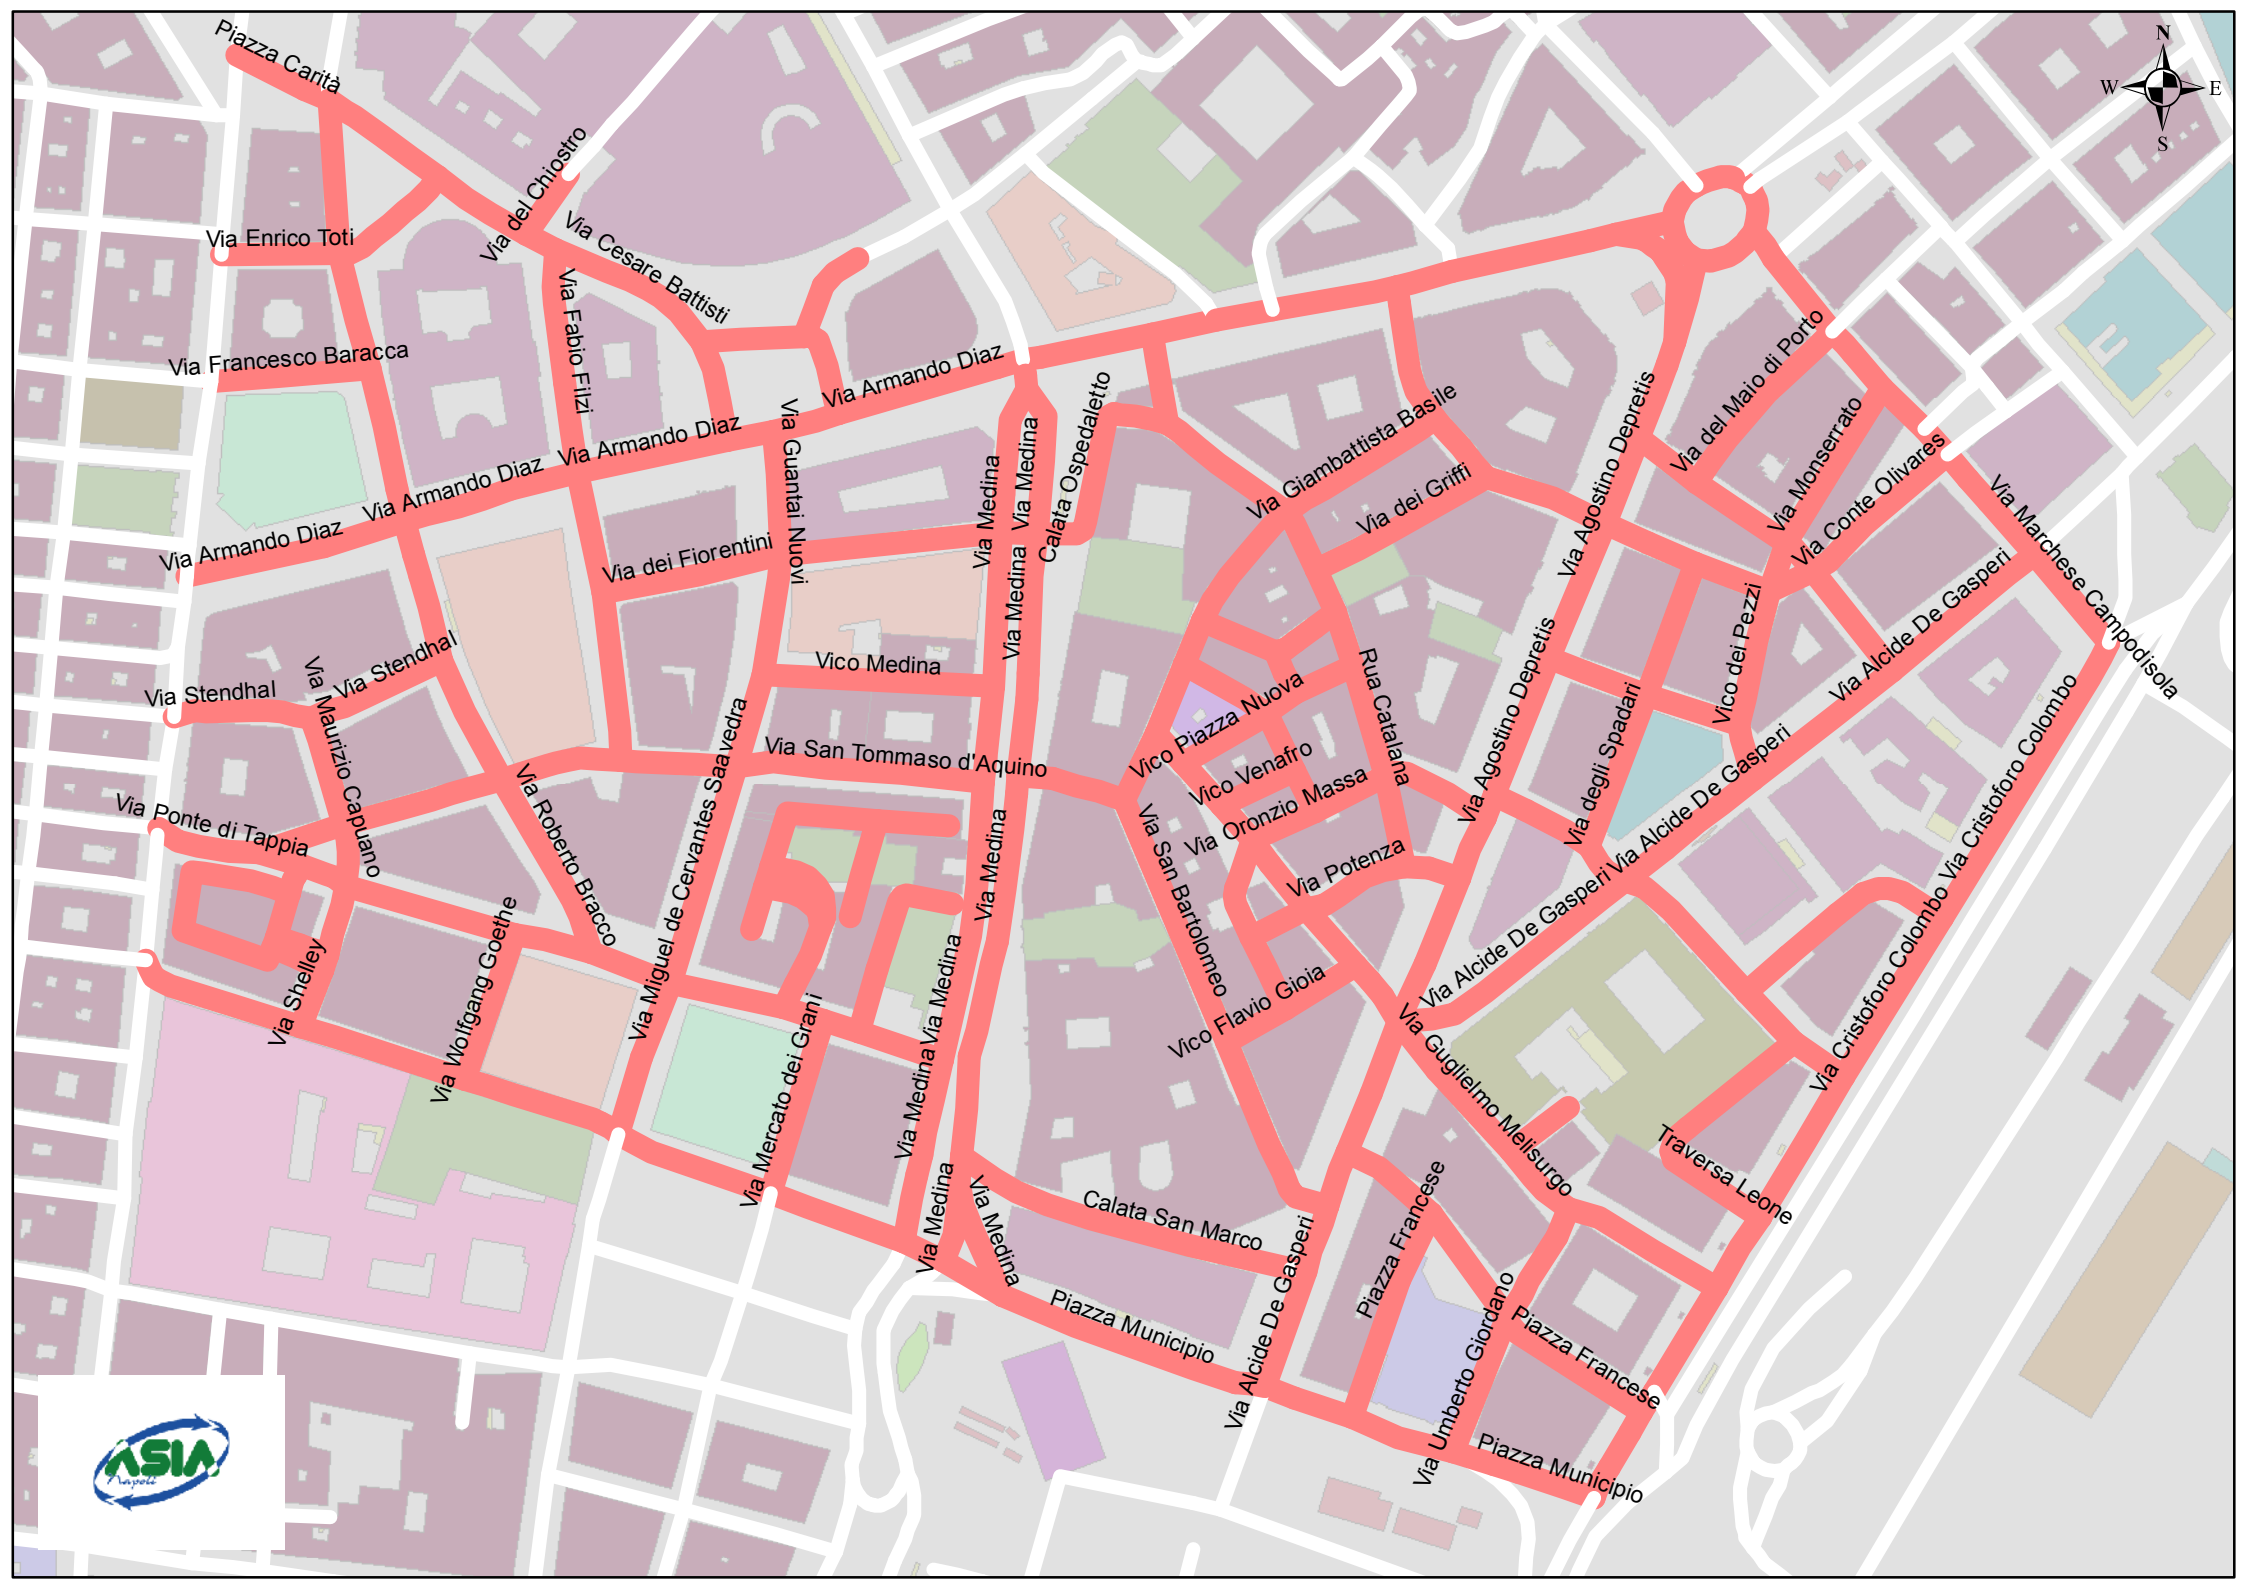 N
W
E
S
Piazza Carità
Via del Chiostro
Via Enrico Toti
Via Cesare Battisti
Via Fabio Filzi
Via Francesco Baracca
Via Armando Diaz
Via Armando Diaz
Via Armando Diaz
Via Armando Diaz
Via Guantai Nuovi
Via Medina
Via Medina
Calata Ospedaletto
Via Giambattista Basile
Via dei Griffi
Via Agostino Depretis
Via del Maio di Porto
Via Monserrato
Via Conte Olivares
Via Marchese Campodisola
Via dei Fiorentini
Via Medina
Vico Medina
Via Stendhal
Via Stendhal
Via Maurizio Capuano
Via San Tommaso d'Aquino
Vico Piazza Nuova
Rua Catalana
Via Agostino Depretis
Vico dei Pezzi
Via degli Spadari
Via Alcide De Gasperi
Via Alcide De Gasperi
Via Cristoforo Colombo
Via Ponte di Tappia
Via Roberto Bracco
Via Miguel de Cervantes Saavedra
Vico Venafro
Via Oronzio Massa
Via San Bartolomeo
Via Potenza
Via Medina
Via Alcide De Gasperi
Via Cristoforo Colombo
Via Shelley
Via Wolfgang Goethe
Via Mercato dei Grani
Via Medina
Via Medina
Vico Flavio Gioia
Via Guglielmo Melisurgo
Traversa Leone
Via Medina
Via Medina
Calata San Marco
Via Alcide De Gasperi
Piazza Francese
Piazza Municipio
Via Umberto Giordano
Piazza Francese
Piazza Municipio
ASIA
Napoli